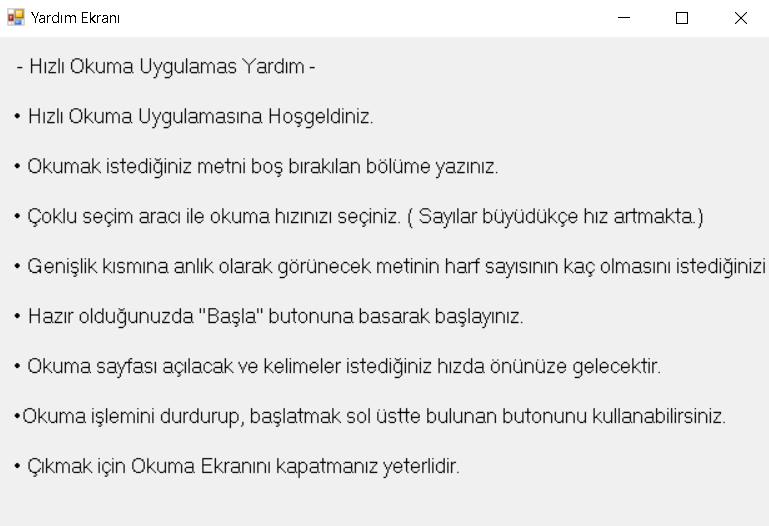 Yardım Ekranı
- Hızlı Okuma Uygulamas Yardım -
• Hızlı Okuma Uygulamasına Hoşgeldiniz.
• Okumak istediğiniz metni boş bırakılan bölüme yazınız.
• Çoklu seçim aracı ile okuma hızınızı seçiniz. ( Sayılar büyüdükçe hız artmakta.)
• Genişlik kısmına anlık olarak görünecek metinin harf sayısının kaç olmasını istediğinizi
• Hazır olduğunuzda "Başla" butonuna basarak başlayınız.
• Okuma sayfası açılacak ve kelimeler istediğiniz hızda önünüze gelecektir.
•Okuma işlemini durdurup, başlatmak sol üstte bulunan butonunu kullanabilirsiniz.
• Çıkmak için Okuma Ekranını kapatmanız yeterlidir.